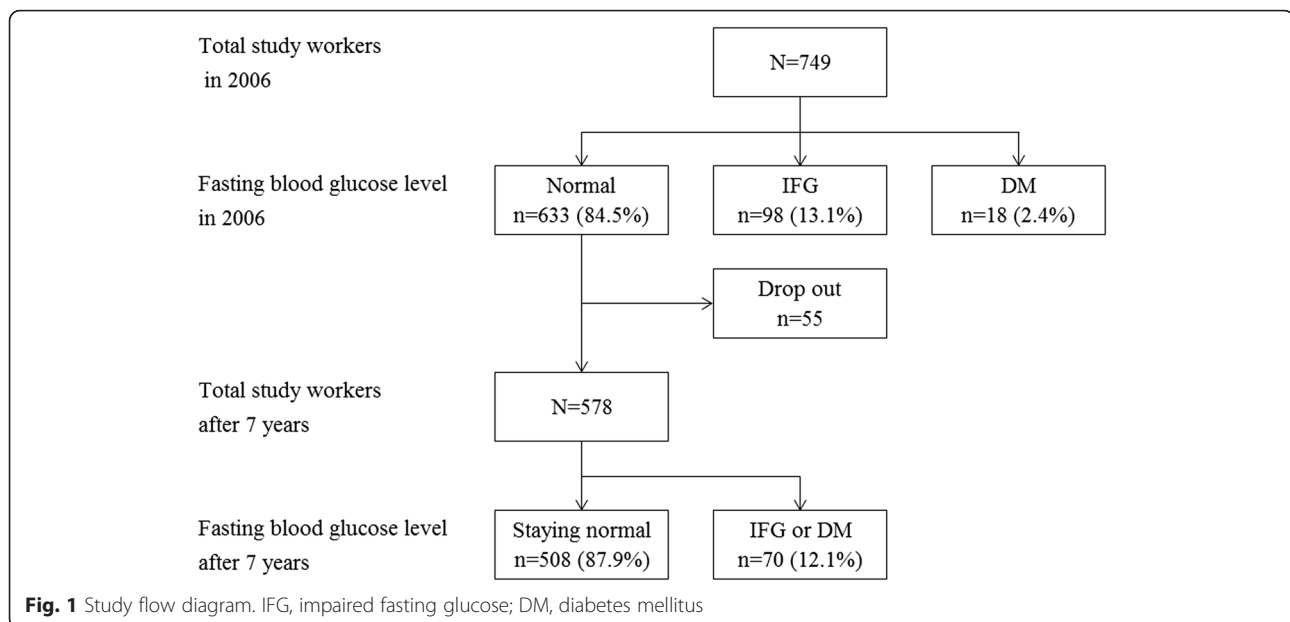 Total study workers
in 2006
N=749
Fasting blood glucose level
in 2006
Normal
n=633 (84.5%)
IFG
n=98 (13.1%)
DM
n=18 (2.4%)
Drop out
n=55
Total study workers
after 7 years
N=578
Fasting blood glucose level
after 7 years
Staying normal
n=508 (87.9%)
IFG or DM
n=70 (12.1%)
Fig. 1 Study flow diagram. IFG, impaired fasting glucose; DM, diabetes mellitus